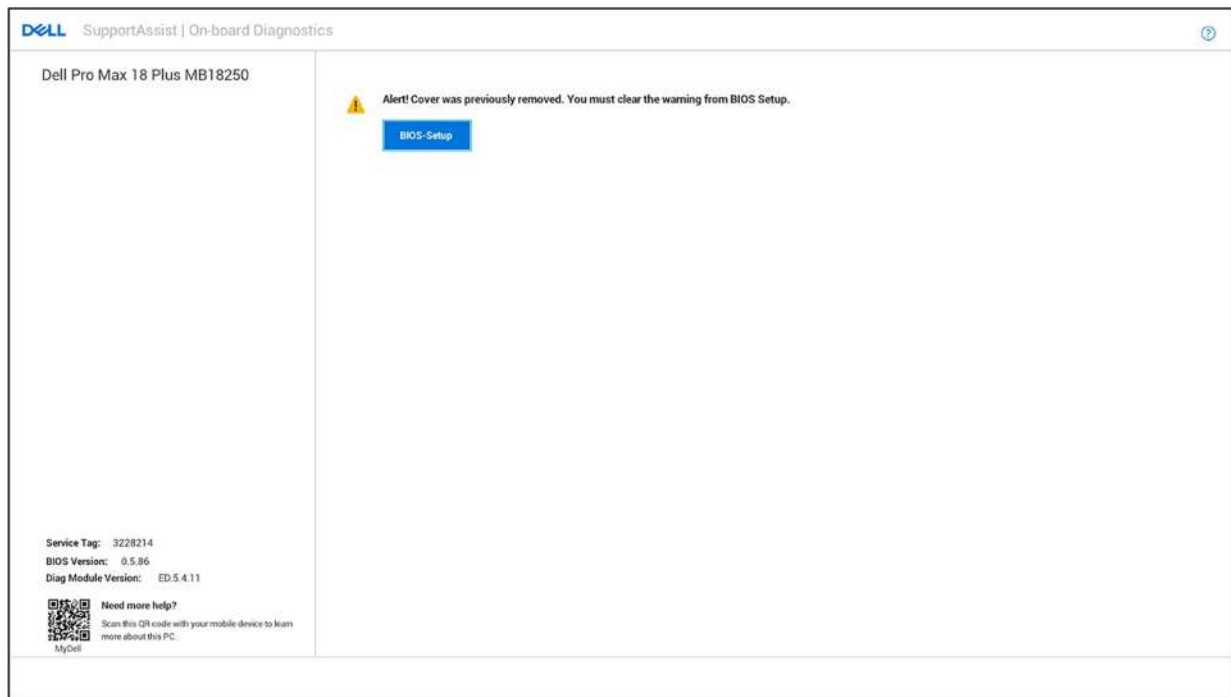 DELL SupportAssist | On-board Diagnostics
Dell Pro Max 18 Plus MB18250
Alert! Cover was previously removed. You must clear the warning from BIOS Setup.
BIOS-Setup
Service Tag: 3228214
BIOS Version: 0.5.86
Diag Module Version: ED.5.4.11
Need more help?
Scan this QR code with your mobile device to learn
more about this PC.
MyDell